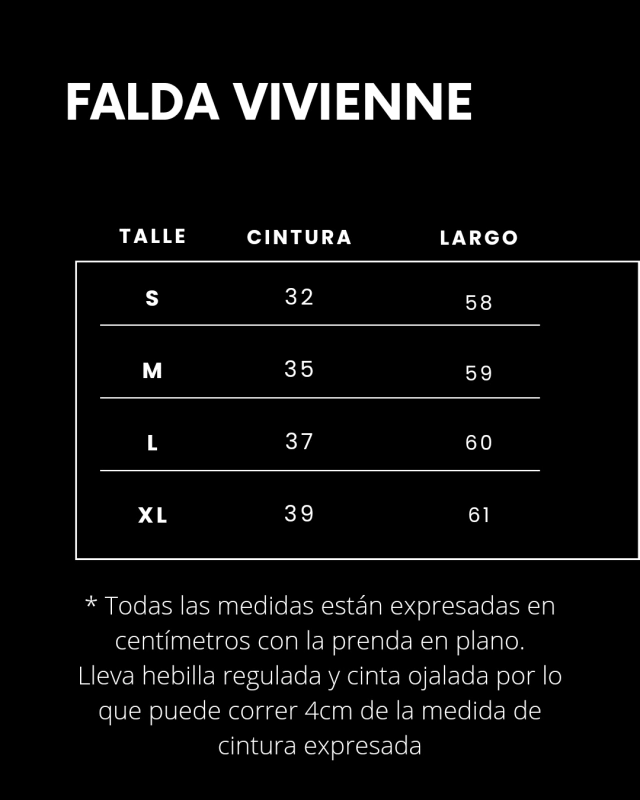 FALDA VIVIENNE
TALLE CINTURA LARGO
S 32 58
M 35 59
L 37 60
XL 39 61
* Todas las medidas están expresadas en
centímetros con la prenda en plano.
Lleva hebilla regulada y cinta ojalada por lo
que puede correr 4cm de la medida de
cintura expresada